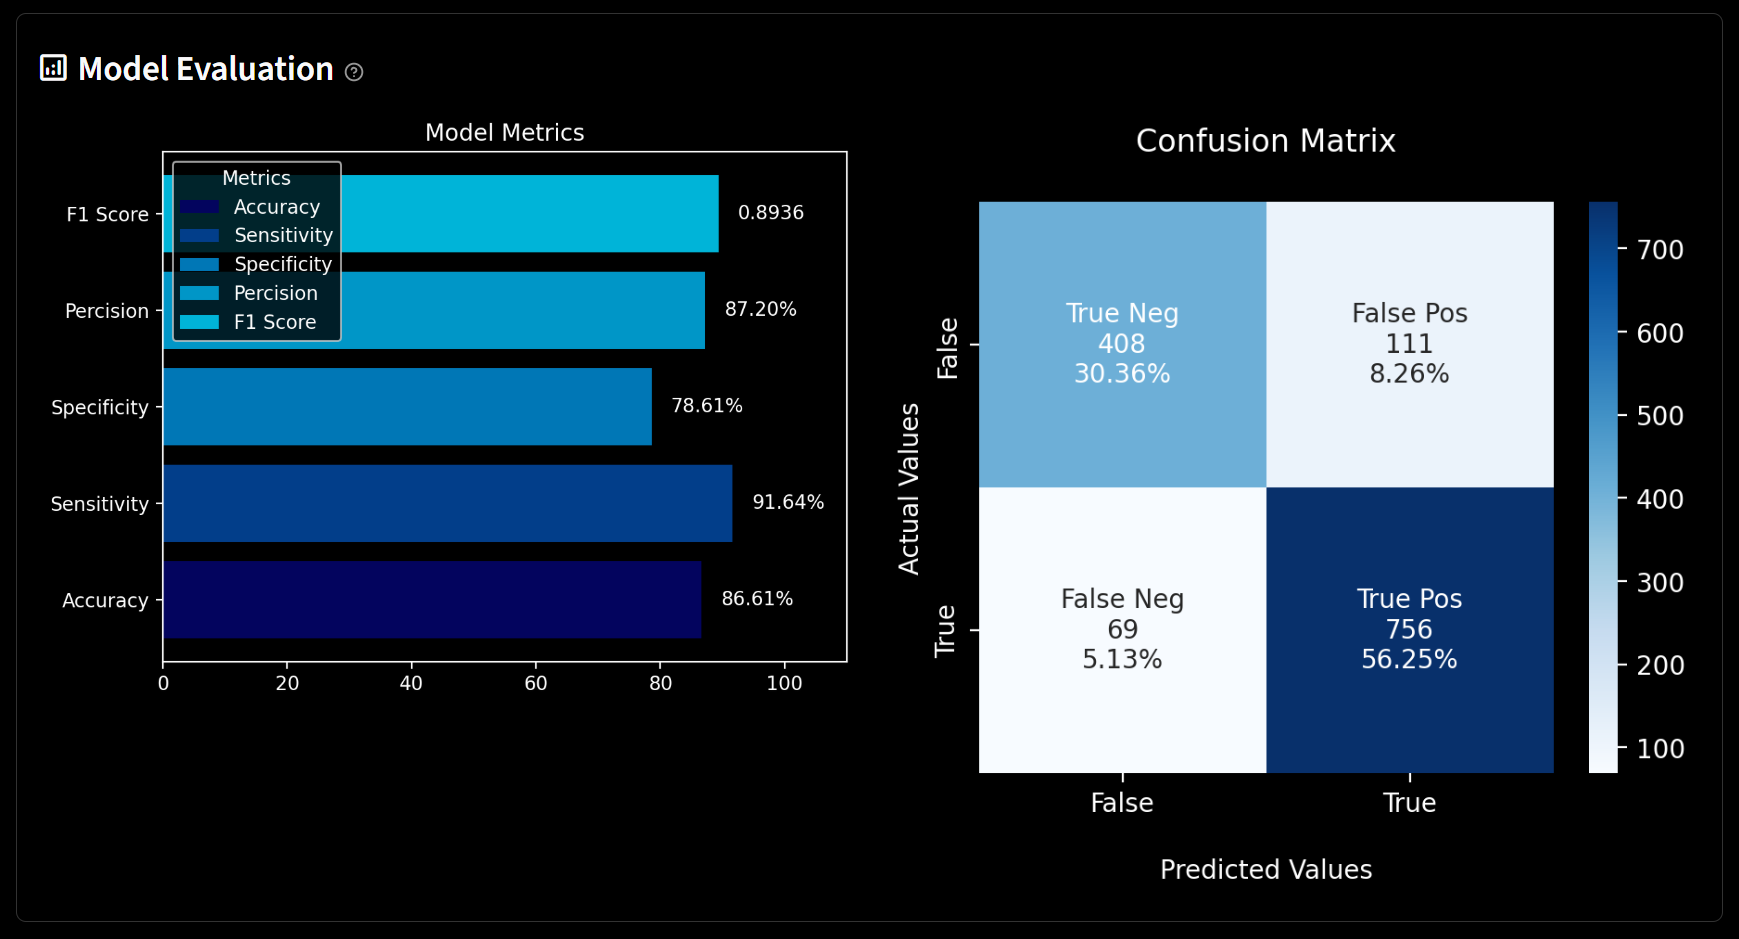 Model Evaluation
Model Metrics
Metrics
Accuracy
Sensitivity
Specificity
Percision
F1 Score
F1 Score
0.8936
Percision
87.20%
Specificity
78.61%
Sensitivity
91.64%
Accuracy
86.61%
0 20 40 60 80 100
Confusion Matrix
Actual Values
False
True
True Neg
408
30.36%
False Pos
111
8.26%
False Neg
69
5.13%
True Pos
756
56.25%
False True
Predicted Values
700
600
500
400
300
200
100